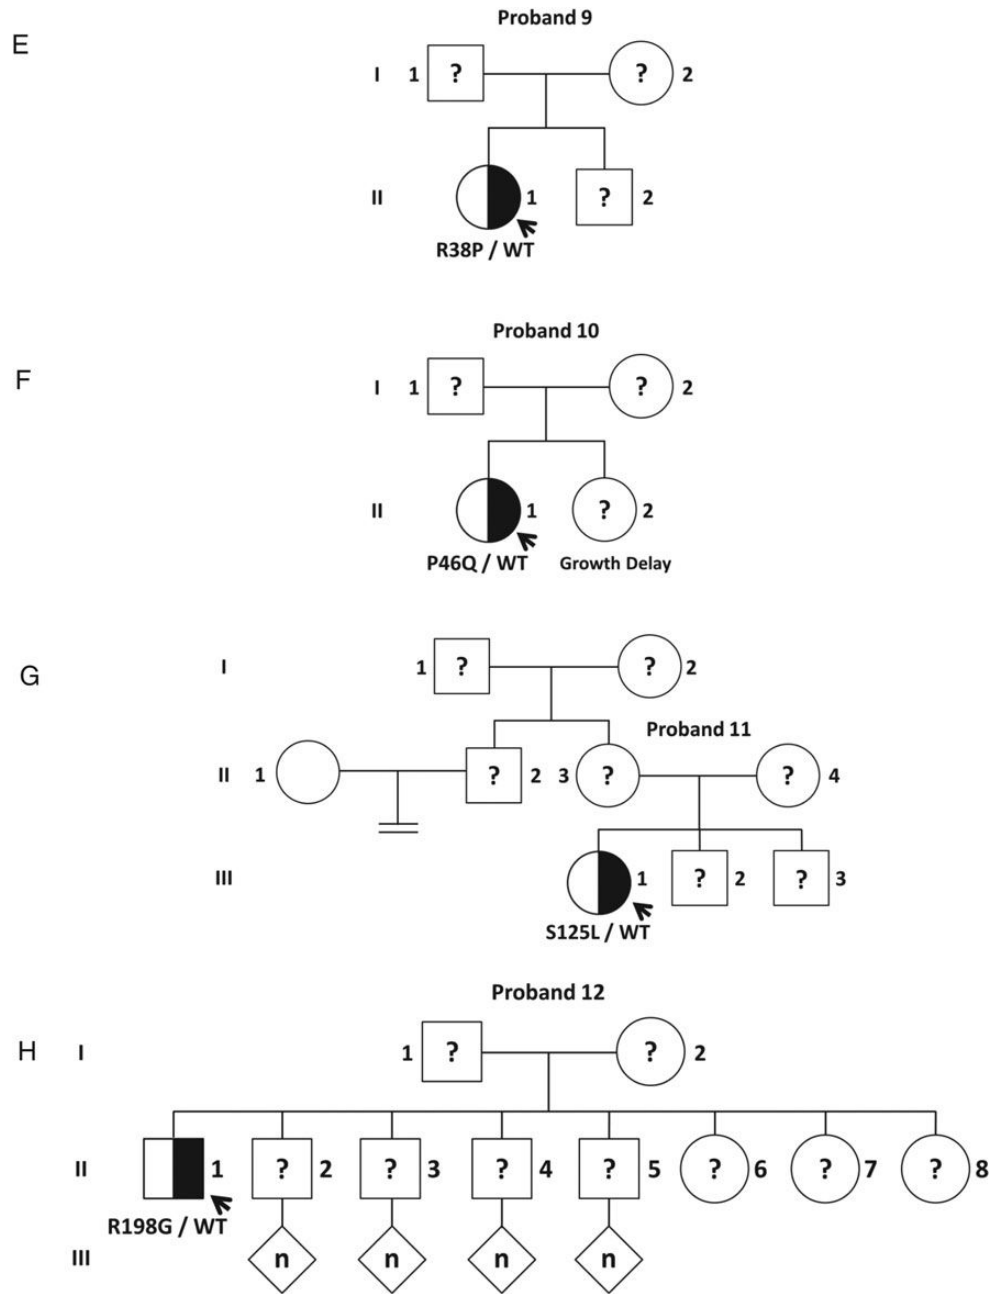 E
Proband 9
I 1 ? ? 2
II 1 ? 2
R38P / WT
F
Proband 10
I 1 ? ? 2
II 1 ? 2
P46Q / WT Growth Delay
G
I 1 ? ? 2
Proband 11
II 1 ? 2 3 ? ? 4
III 1 ? 2 ? 3
S125L / WT
Proband 12
H I 1 ? ? 2
II 1 ? 2 ? 3 ? 4 ? 5 ? 6 ? 7 ? 8
R198G / WT
III n n n n